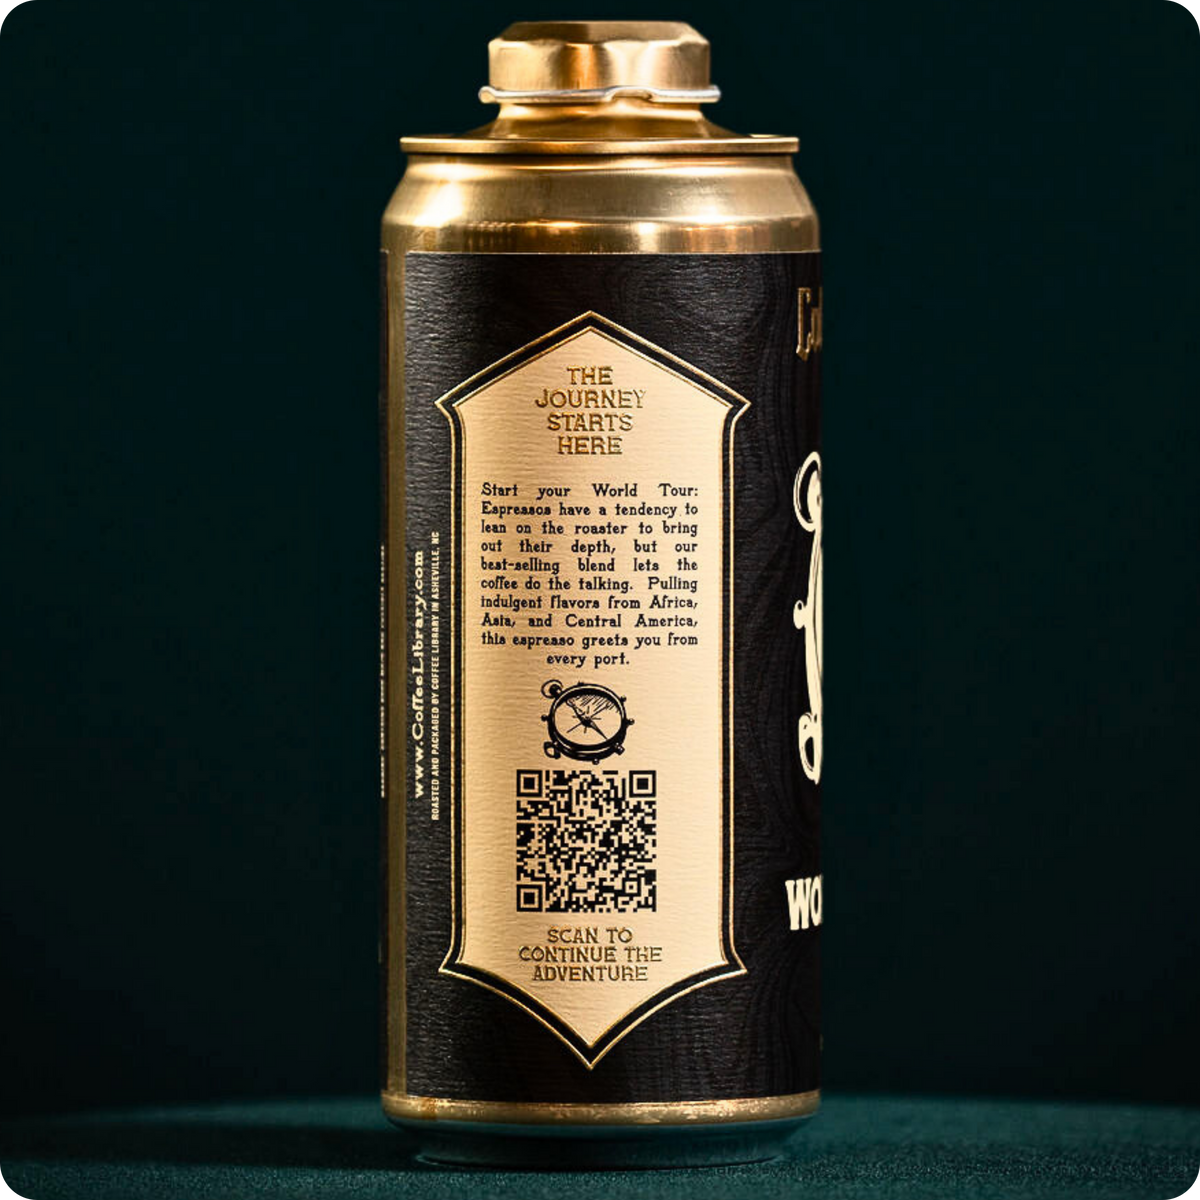 THE
JOURNEY
STARTS
HERE
Start your World Tour:
Espressos have a tendency to
lean on the roaster to bring
out their depth, but our
best-selling blend lets the
coffee do the talking. Pulling
indulgent flavors from Africa,
Asia, and Central America,
this espresso greets you from
every port.
SCAN TO
CONTINUE THE
ADVENTURE
www.CoffeeLibrary.com
ROASTED AND PACKAGED BY COFFEE LIBRARY IN ASHEVILLE, NC